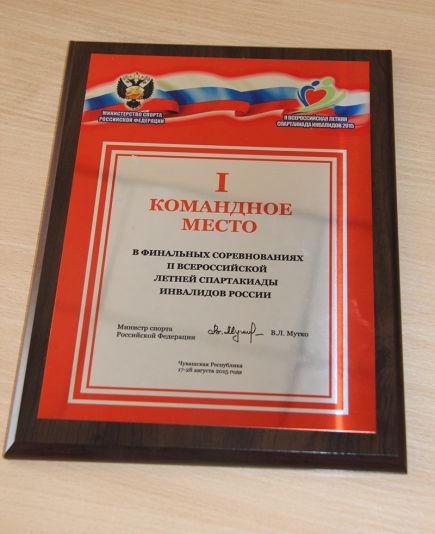 МИНИСТЕРСТВО СПОРТА
РОССИЙСКОЙ ФЕДЕРАЦИИ
II ВСЕРОССИЙСКАЯ ЛЕТНЯЯ
СПАРТАКИАДА ИНВАЛИДОВ 2015
I
КОМАНДНОЕ
МЕСТО
В ФИНАЛЬНЫХ СОРЕВНОВАНИЯХ
II ВСЕРОССИЙСКОЙ
ЛЕТНЕЙ СПАРТАКИАДЫ
ИНВАЛИДОВ РОССИИ
Министр спорта
Российской Федерации
В.Л. Мутко
Чувашская Республика
17-28 августа 2015 года